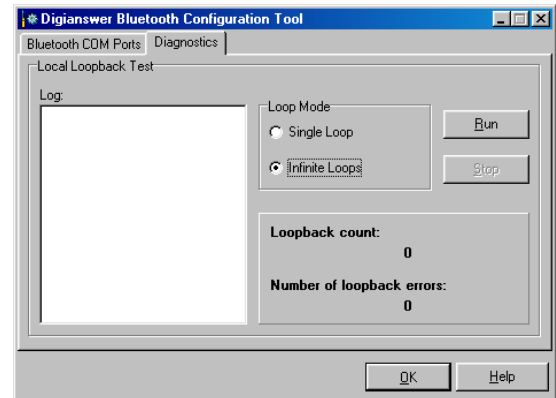 Digianswer Bluetooth Configuration Tool
Bluetooth COM Ports Diagnostics
Local Loopback Test
Log:
Loop Mode
Single Loop
Infinite Loops
Run
Stop
Loopback count:
0
Number of loopback errors:
0
OK Help